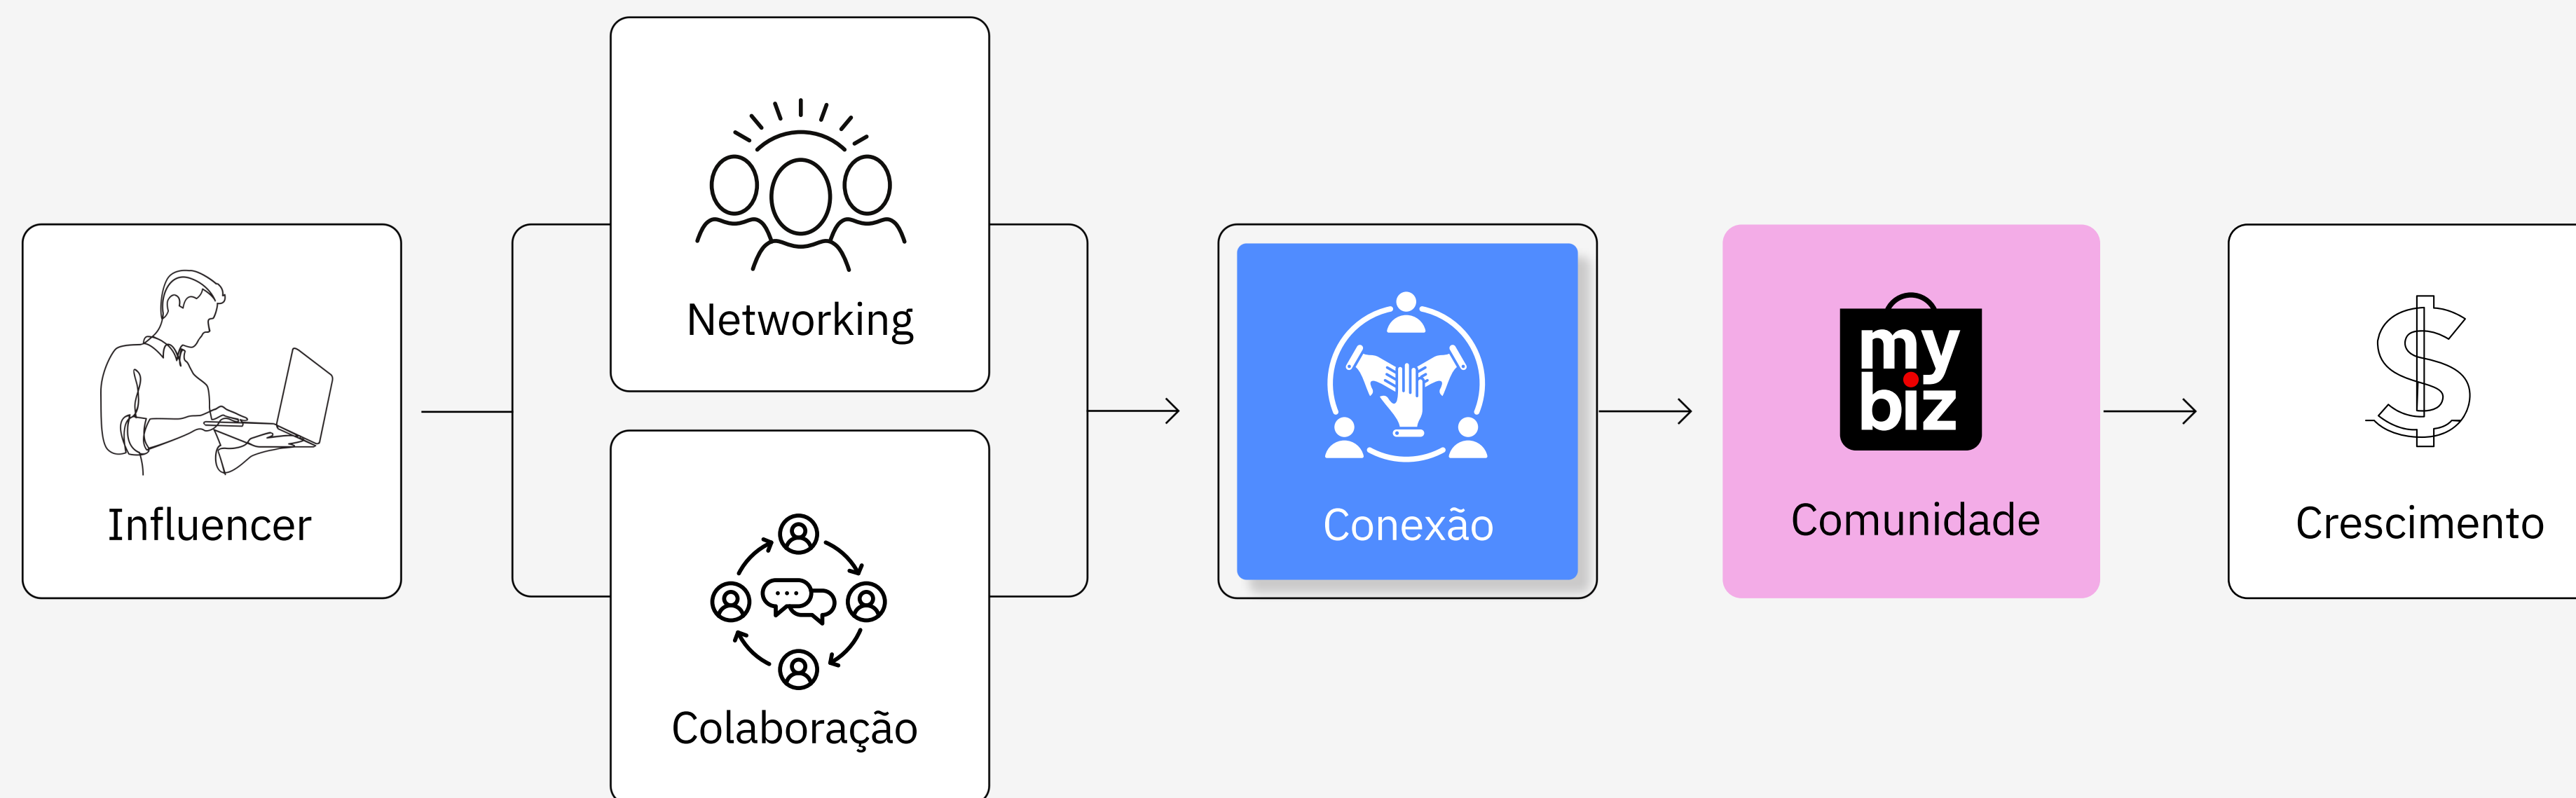 Influencer
Networking
Colaboração
Conexão
my
biz
Comunidade
Crescimento